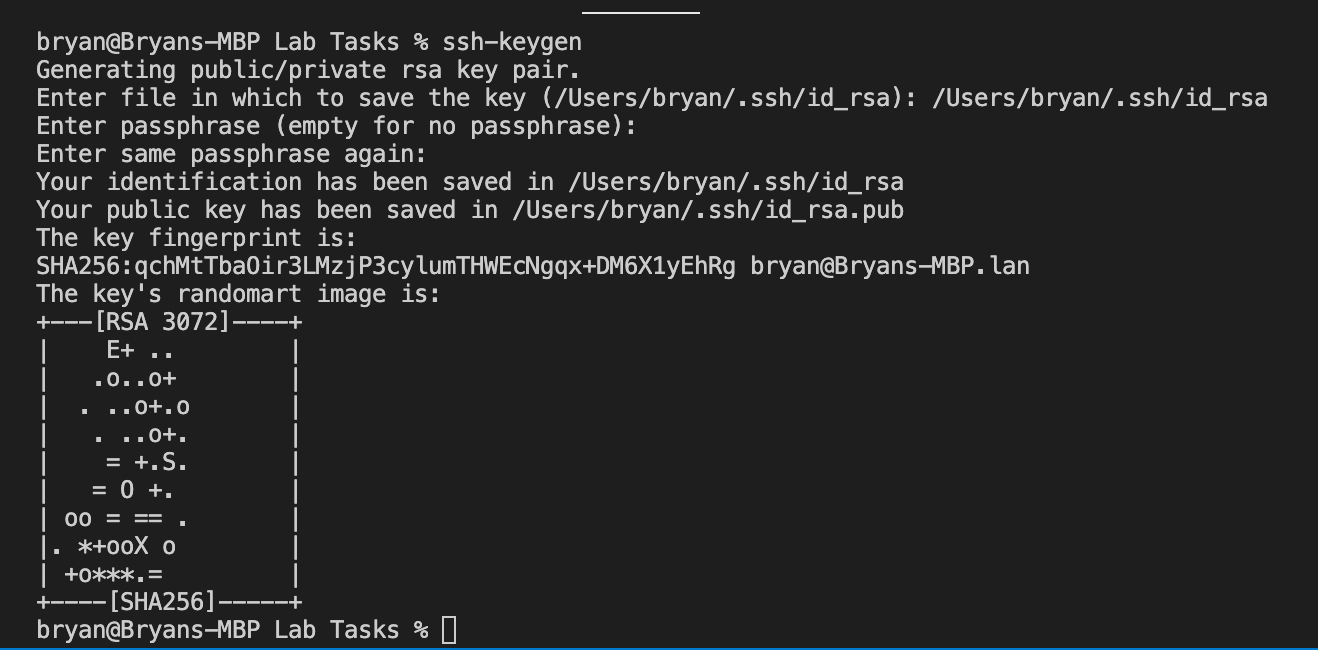 bryan@Bryans-MBP Lab Tasks % ssh-keygen
Generating public/private rsa key pair.
Enter file in which to save the key (/Users/bryan/.ssh/id_rsa): /Users/bryan/.ssh/id_rsa
Enter passphrase (empty for no passphrase):
Enter same passphrase again:
Your identification has been saved in /Users/bryan/.ssh/id_rsa
Your public key has been saved in /Users/bryan/.ssh/id_rsa.pub
The key fingerprint is:
SHA256:qchMtTbaOir3LMzjP3cylumTHWEcNgqx+DM6X1yEhRg bryan@Bryans-MBP.lan
The key's randomart image is:
+---[RSA 3072]----+
|    E+ ..        |
|   .o..o+        |
|  . ..o+.o       |
|   . ..o+.       |
|    = +.S.       |
|   = O +.        |
| oo = == .       |
|. *+ooX o        |
| +o***.=         |
+----[SHA256]-----+
bryan@Bryans-MBP Lab Tasks %